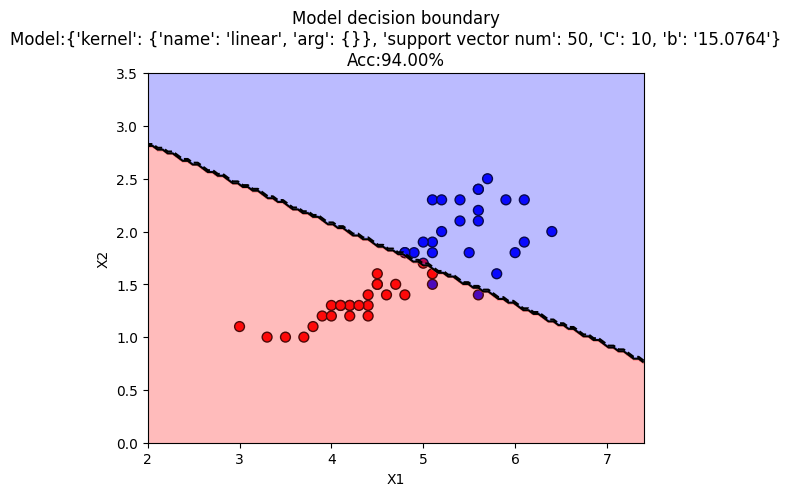 Model decision boundary
Model:{'kernel': {'name': 'linear', 'arg': {}}, 'support vector num': 50, 'C': 10, 'b': '15.0764'}
Acc:94.00%
3.5
3.0
2.5
2.0
1.5
1.0
0.5
0.0
X2
2 3 4 5 6 7
X1